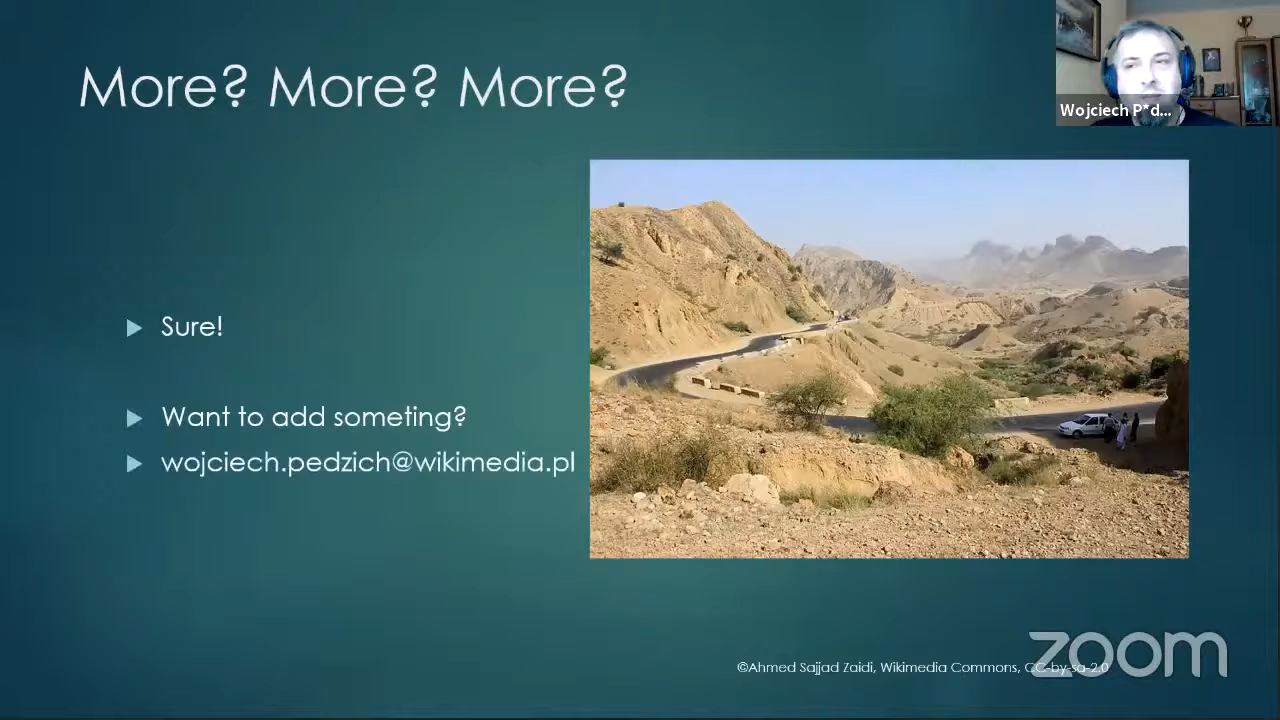 More? More? More?
Wojciech P*d...
Sure!
Want to add someting?
wojciech.pedzich@wikimedia.pl
©Ahmed Sajjad Zaidi, Wikimedia Commons, CC-by-sa-2.0
zoom